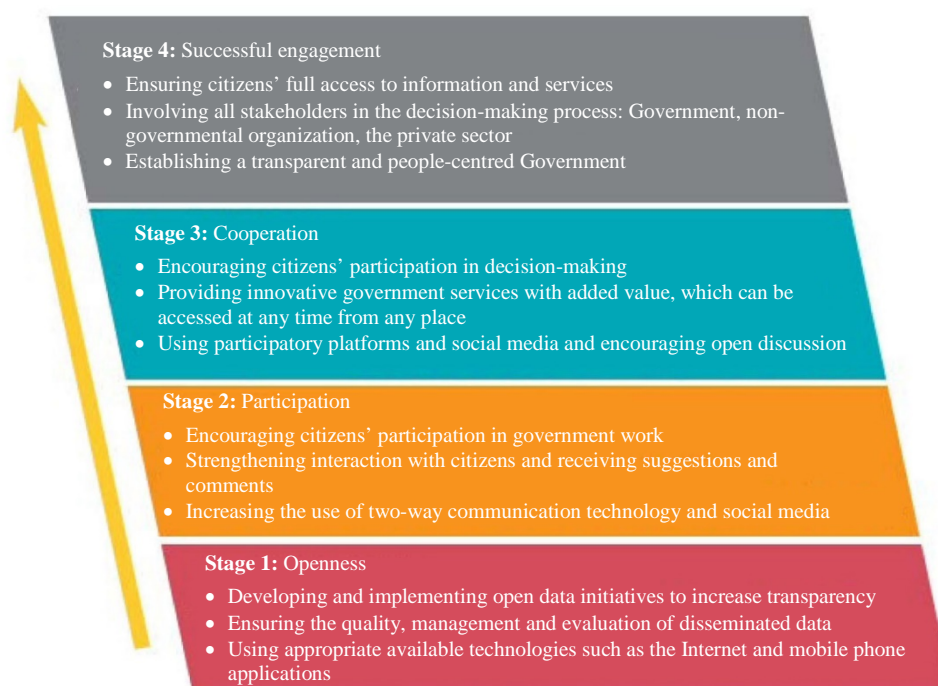 Stage 4: Successful engagement
• Ensuring citizens’ full access to information and services
• Involving all stakeholders in the decision-making process: Government, non-
governmental organization, the private sector
• Establishing a transparent and people-centred Government
Stage 3: Cooperation
• Encouraging citizens’ participation in decision-making
• Providing innovative government services with added value, which can be
accessed at any time from any place
• Using participatory platforms and social media and encouraging open discussion
Stage 2: Participation
• Encouraging citizens’ participation in government work
• Strengthening interaction with citizens and receiving suggestions and
comments
• Increasing the use of two-way communication technology and social media
Stage 1: Openness
• Developing and implementing open data initiatives to increase transparency
• Ensuring the quality, management and evaluation of disseminated data
• Using appropriate available technologies such as the Internet and mobile phone
applications